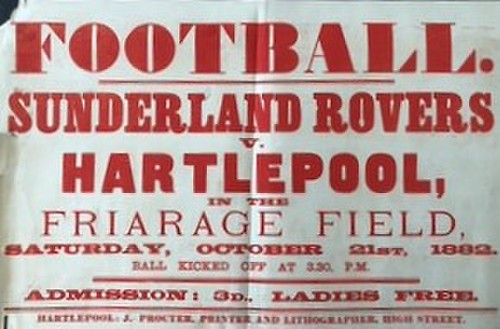 FOOTBALL.
SUNDERLAND ROVERS
V.
HARTLEPOOL,
IN THE
FRIARAGE FIELD,
SATURDAY, OCTOBER 21ST, 1882.
BALL KICKED OFF AT 3.30. P.M.
ADMISSION: 3D., LADIES FREE.
HARTLEPOOL: J. PROCTER, PRINTER AND LITHOGRAPHER, HIGH STREET.